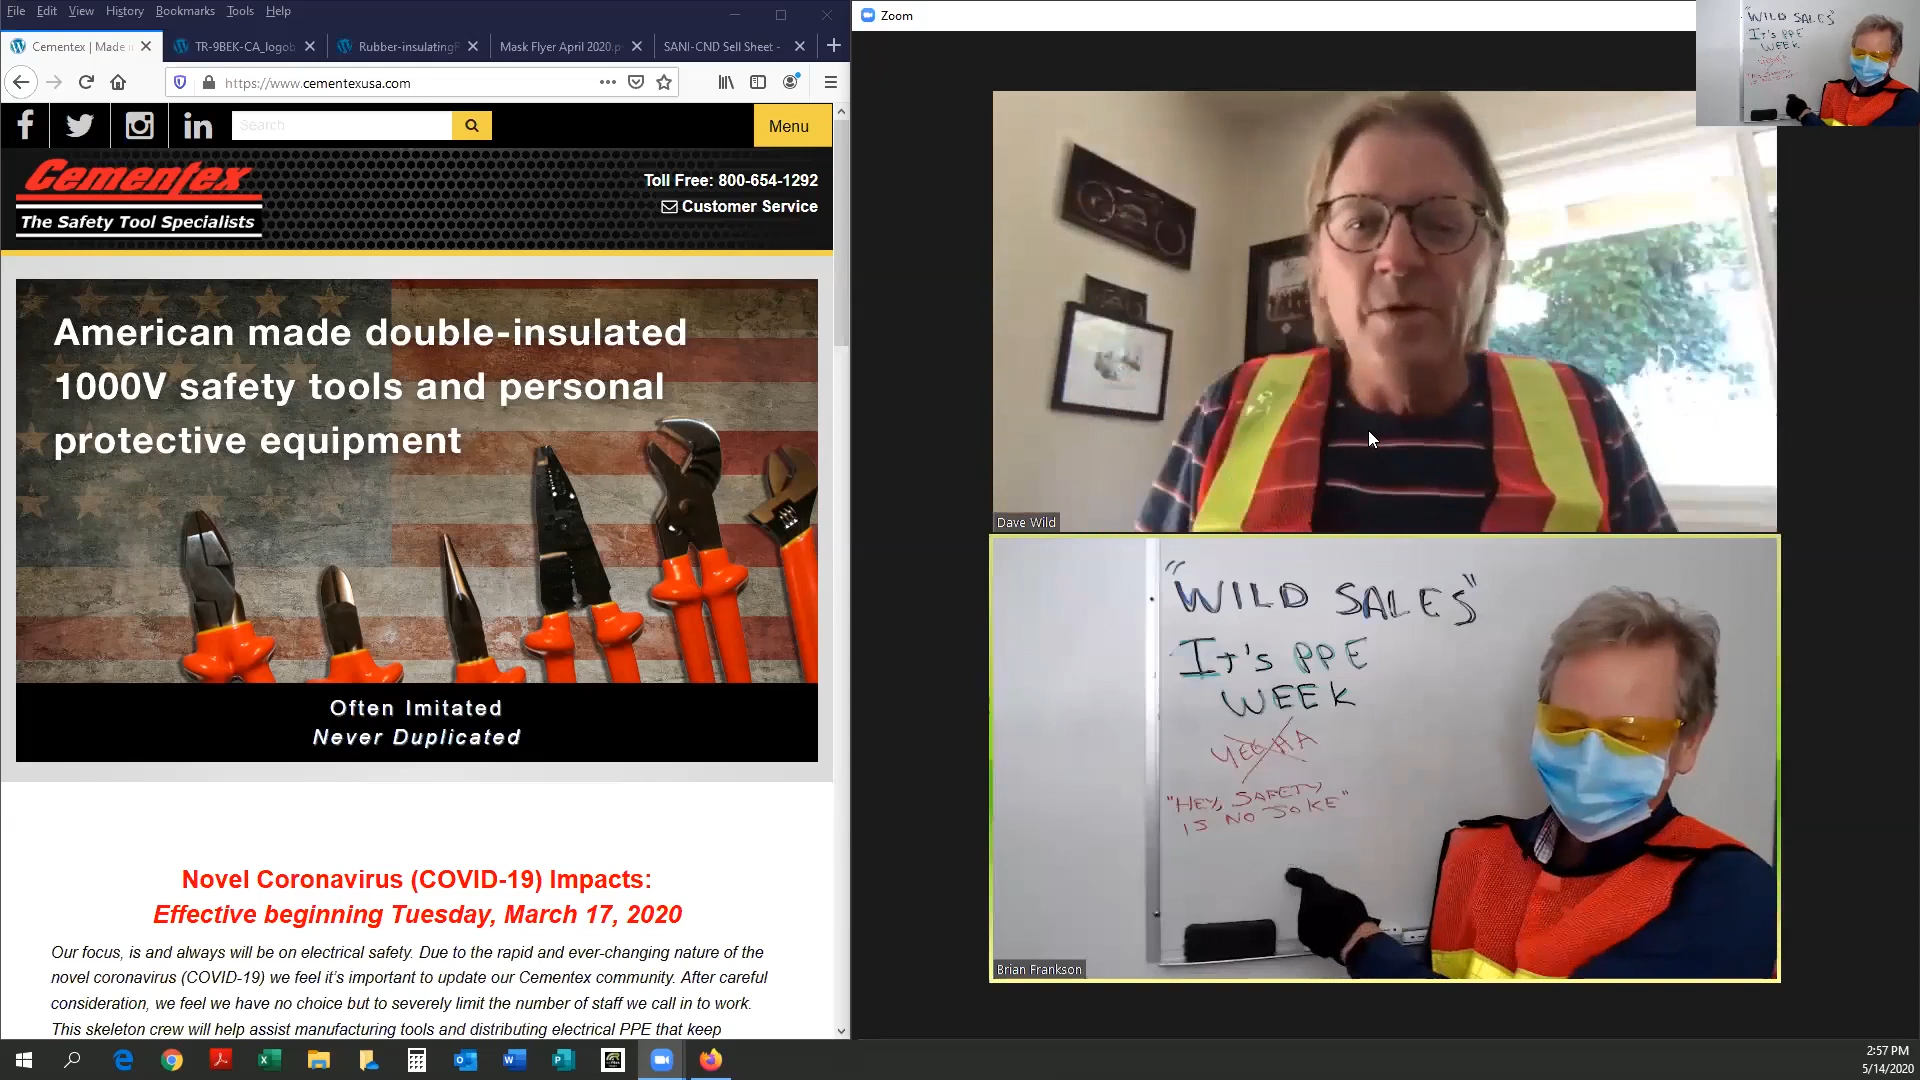 File Edit View History Bookmarks Tools Help
Cementex | Made i
TR-9BEK-CA_logob
Rubber-insulating
Mask Flyer April 2020.p
SANI-CND Sell Sheet -
https://www.cementexusa.com
Search
Menu
Cementex
The Safety Tool Specialists
Toll Free: 800-654-1292
Customer Service
American made double-insulated
1000V safety tools and personal
protective equipment
Often Imitated
Never Duplicated
Novel Coronavirus (COVID-19) Impacts:
Effective beginning Tuesday, March 17, 2020
Our focus, is and always will be on electrical safety. Due to the rapid and ever-changing nature of the
novel coronavirus (COVID-19) we feel it's important to update our Cementex community. After careful
consideration, we feel we have no choice but to severely limit the number of staff we call in to work.
This skeleton crew will help assist manufacturing tools and distributing electrical PPE that keep
Zoom
"WILD SALES"
It's PPE
WEEK
Dave Wild
"WILD SALES"
It's PPE
WEEK
YEEHA
"HEY, SAFETY
IS NO JOKE"
Brian Frankson
2:57 PM
5/14/2020